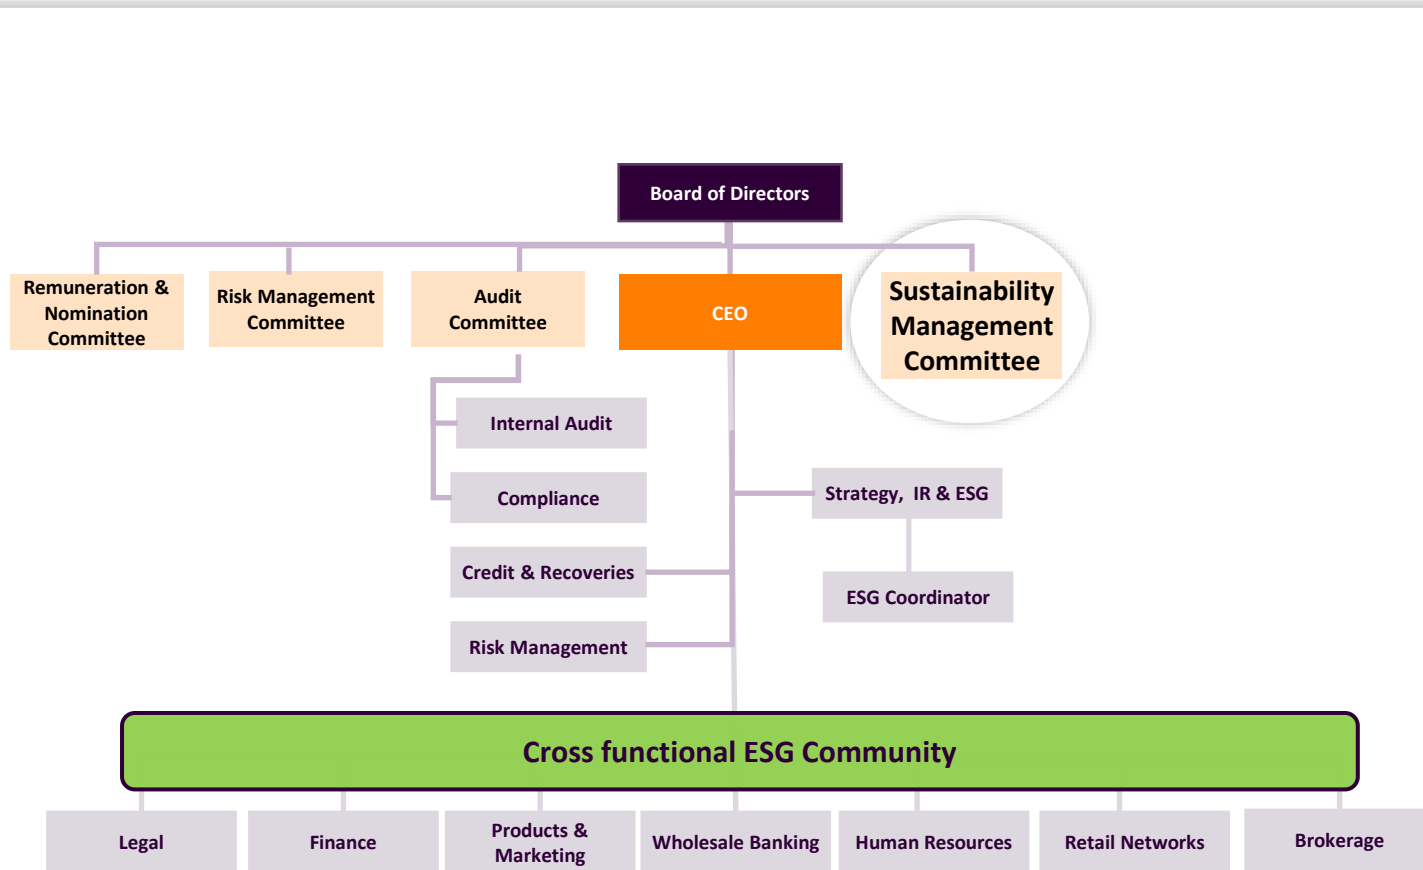 Board of Directors
Remuneration &
Nomination
Committee
Risk Management
Committee
Audit
Committee
CEO
Sustainability
Management
Committee
Internal Audit
Compliance
Strategy, IR & ESG
Credit & Recoveries
ESG Coordinator
Risk Management
Cross functional ESG Community
Legal
Finance
Products &
Marketing
Wholesale Banking
Human Resources
Retail Networks
Brokerage